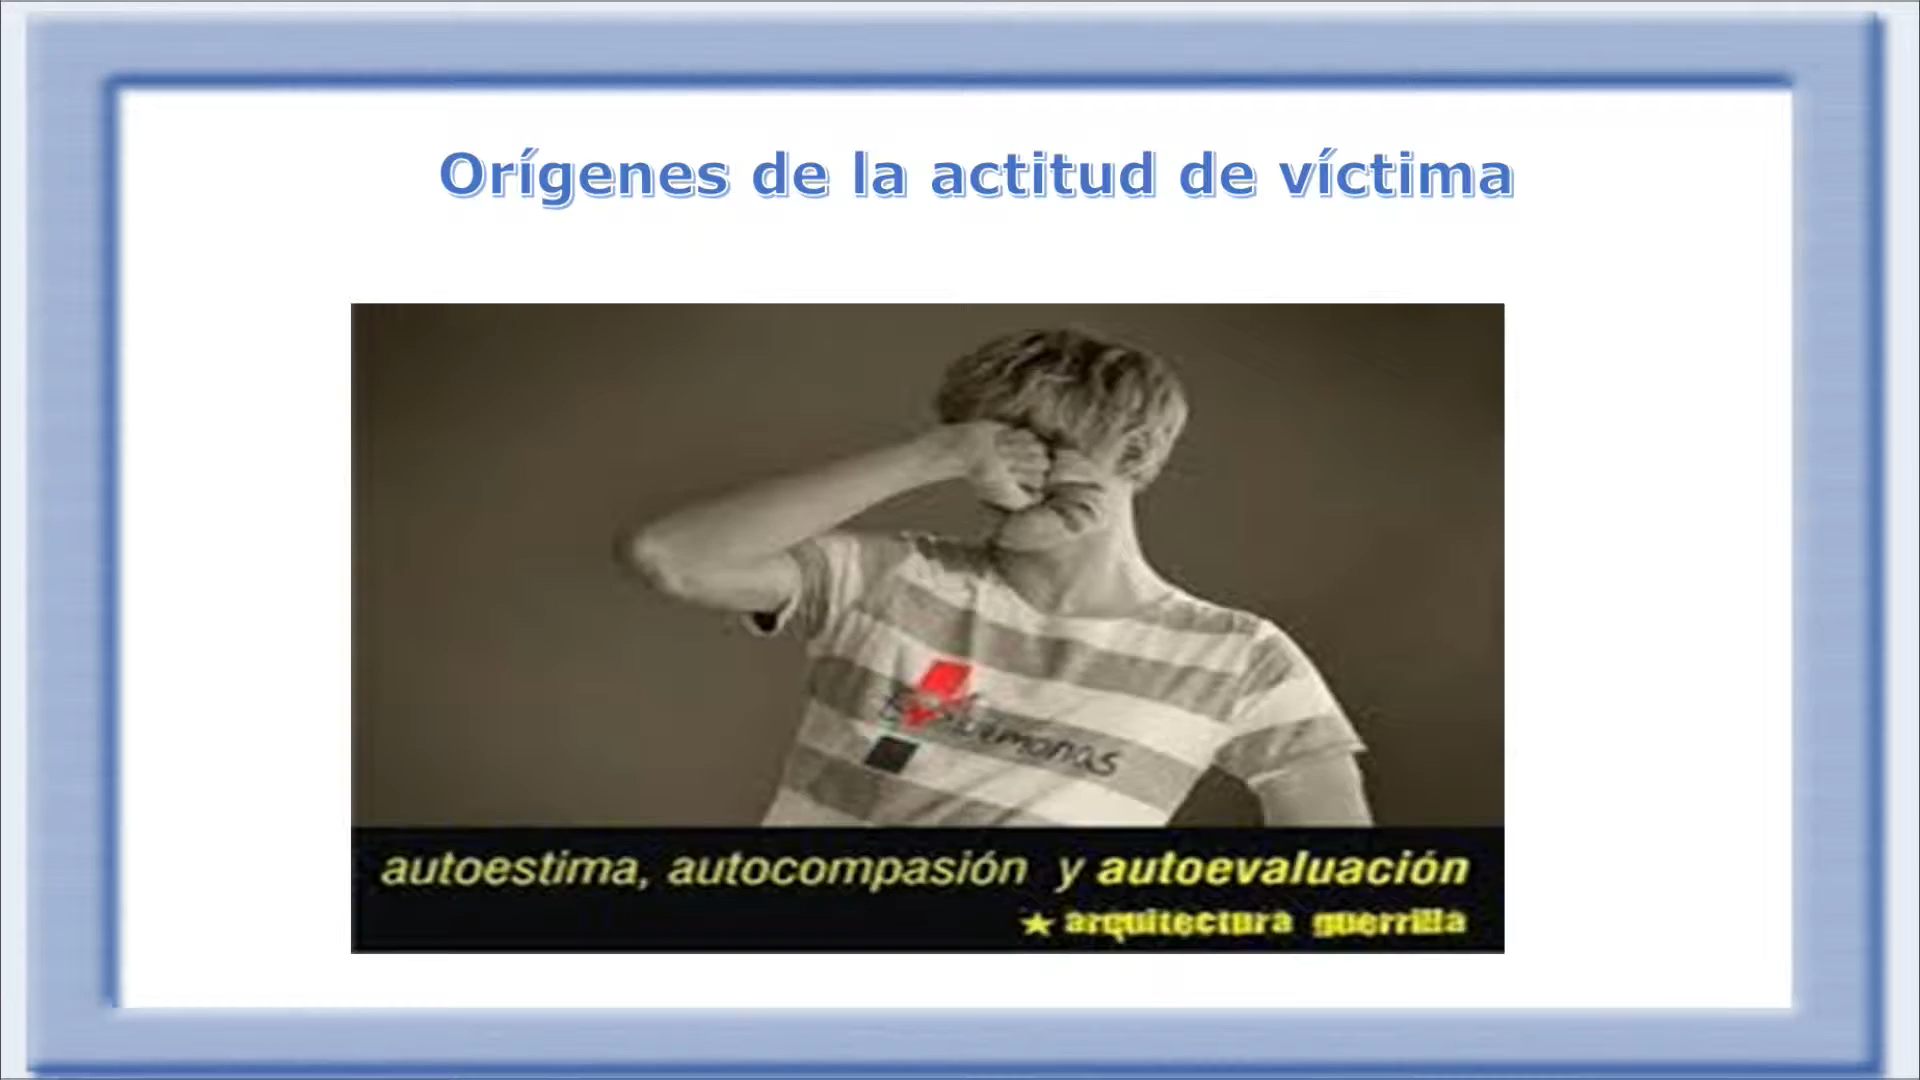 Orígenes de la actitud de víctima
autoestima, autocompasión y autoevaluación
★ arquitectura guerrilla